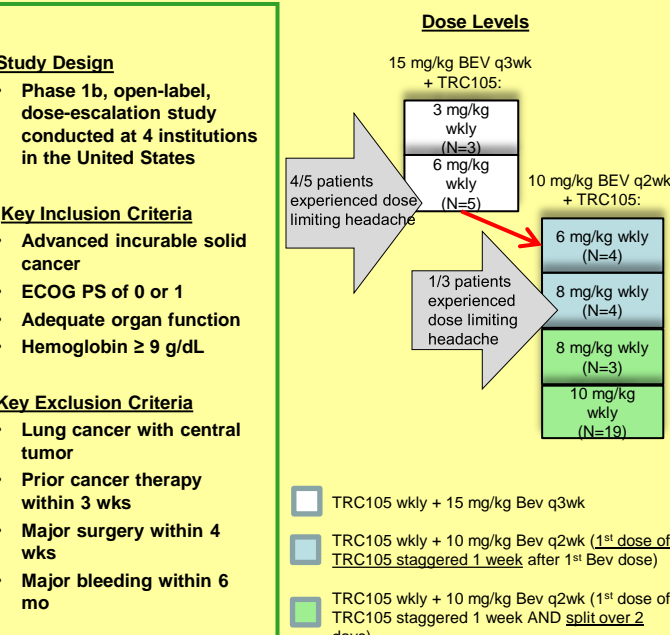 Study Design
• Phase 1b, open-label,
dose-escalation study
conducted at 4 institutions
in the United States
Key Inclusion Criteria
• Advanced incurable solid
cancer
• ECOG PS of 0 or 1
• Adequate organ function
• Hemoglobin ≥ 9 g/dL
Key Exclusion Criteria
• Lung cancer with central
tumor
• Prior cancer therapy
within 3 wks
• Major surgery within 4
wks
• Major bleeding within 6
mo
Dose Levels
15 mg/kg BEV q3wk
+ TRC105:
3 mg/kg
wkly
(N=3)
6 mg/kg
wkly
(N=5)
4/5 patients
experienced dose
limiting headache
10 mg/kg BEV q2wk
+ TRC105:
6 mg/kg wkly
(N=4)
8 mg/kg wkly
(N=4)
8 mg/kg wkly
(N=3)
10 mg/kg
wkly
(N=19)
1/3 patients
experienced
dose limiting
headache
TRC105 wkly + 15 mg/kg Bev q3wk
TRC105 wkly + 10 mg/kg Bev q2wk (1st dose of
TRC105 staggered 1 week after 1st Bev dose)
TRC105 wkly + 10 mg/kg Bev q2wk (1st dose of
TRC105 staggered 1 week AND split over 2
days)